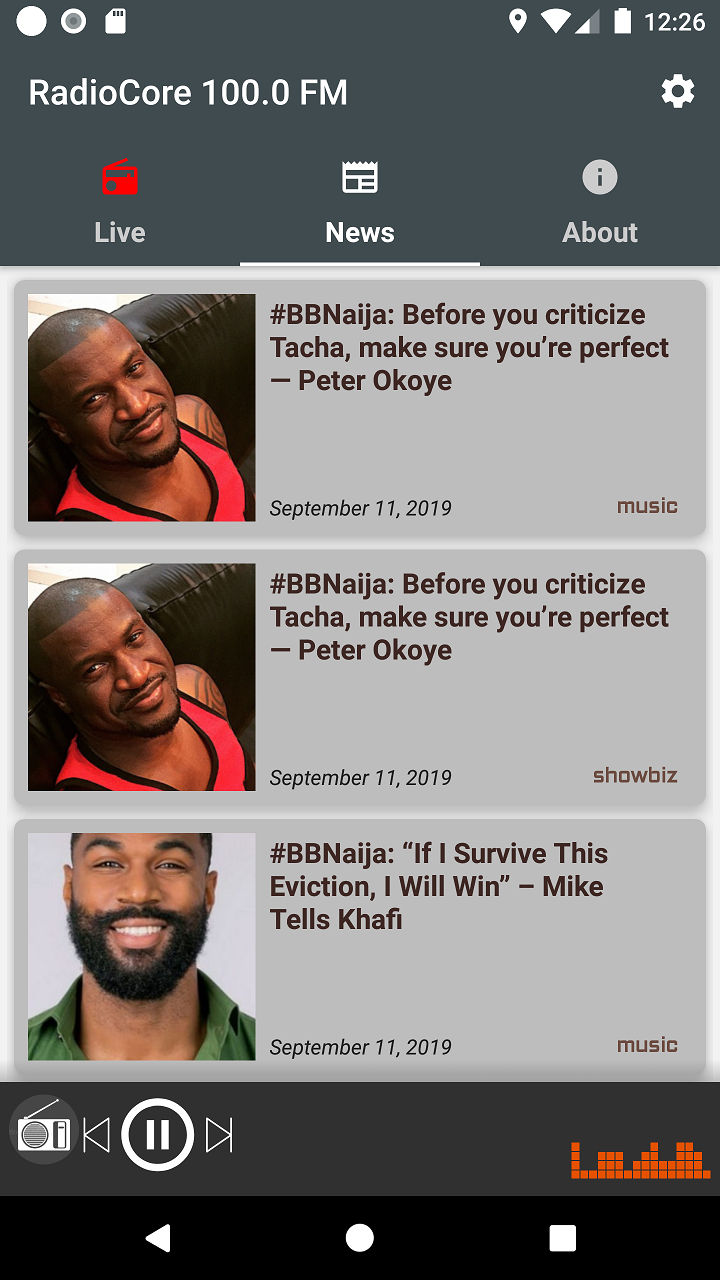 12:26
RadioCore 100.0 FM
Live
News
About
#BBNaija: Before you criticize
Tacha, make sure you’re perfect
— Peter Okoye
September 11, 2019
music
#BBNaija: Before you criticize
Tacha, make sure you’re perfect
— Peter Okoye
September 11, 2019
showbiz
#BBNaija: “If I Survive This
Eviction, I Will Win” – Mike
Tells Khafi
September 11, 2019
music